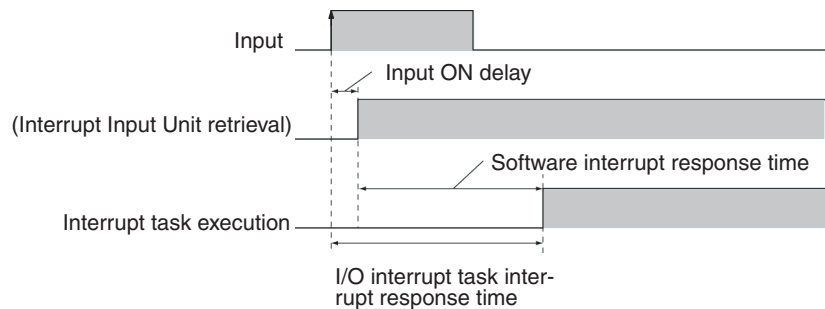 Input
Input ON delay
(Interrupt Input Unit retrieval)
Software interrupt response time
Interrupt task execution
I/O interrupt task inter-
rupt response time